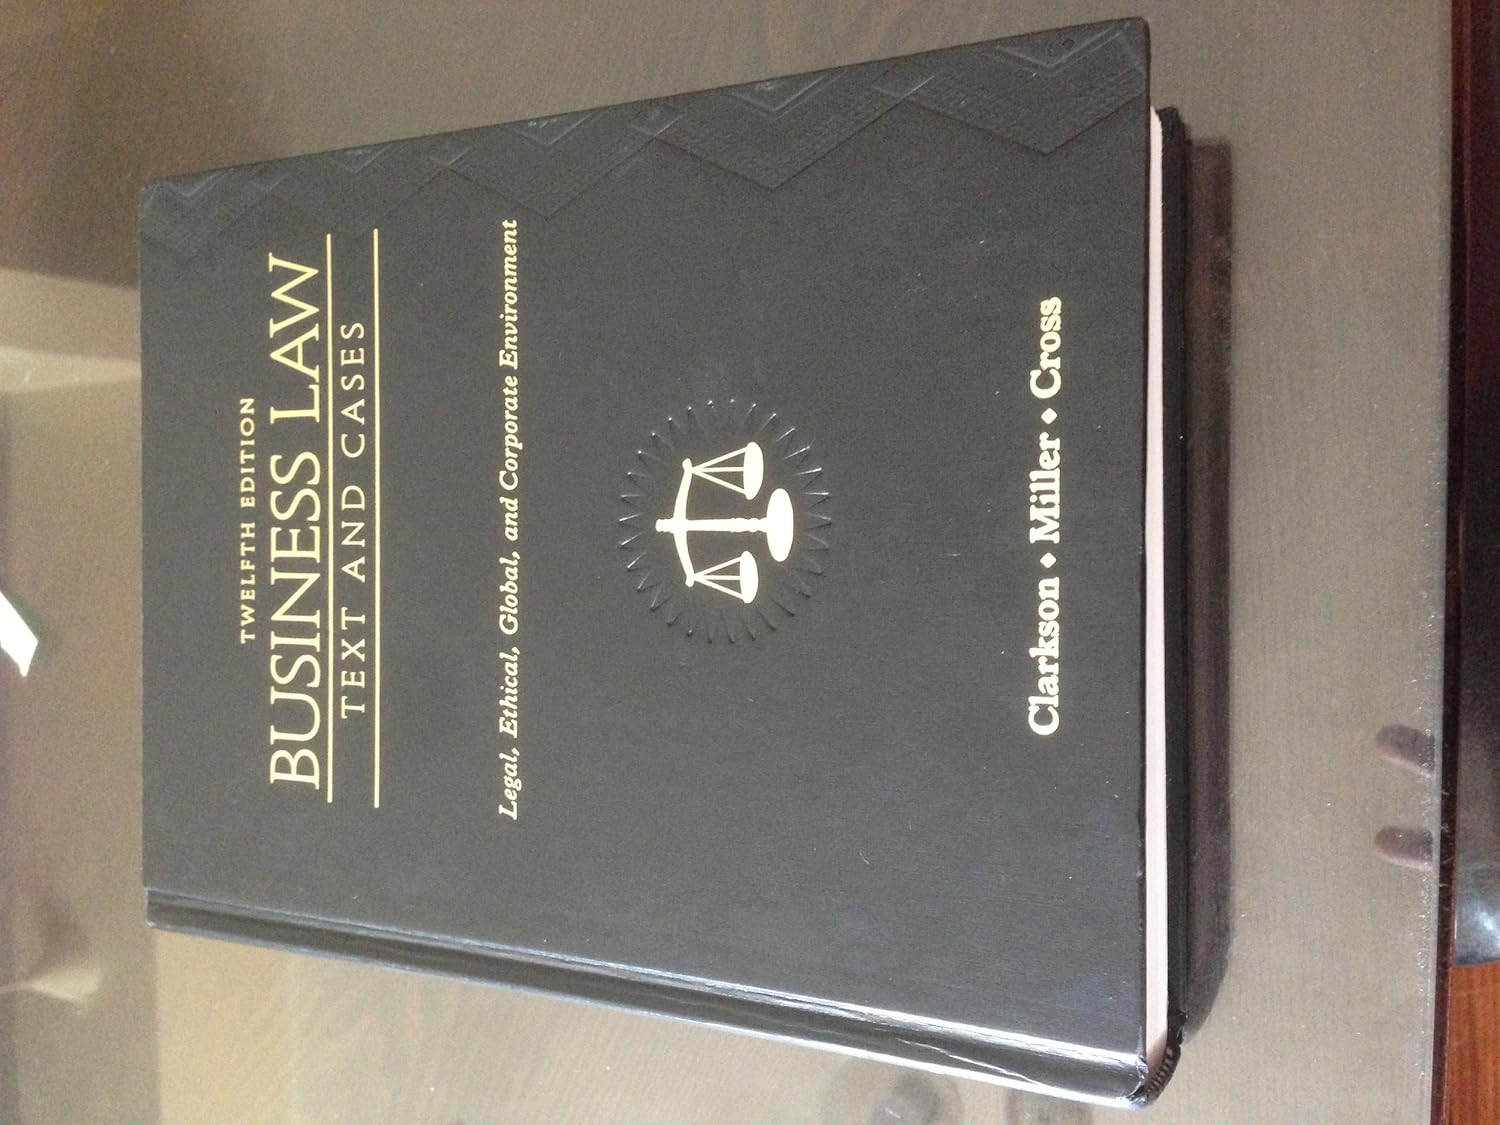 TWELFTH EDITION
BUSINESS LAW
TEXT AND CASES
Legal, Ethical, Global, and Corporate Environment
Clarkson ◆ Miller ◆ Cross